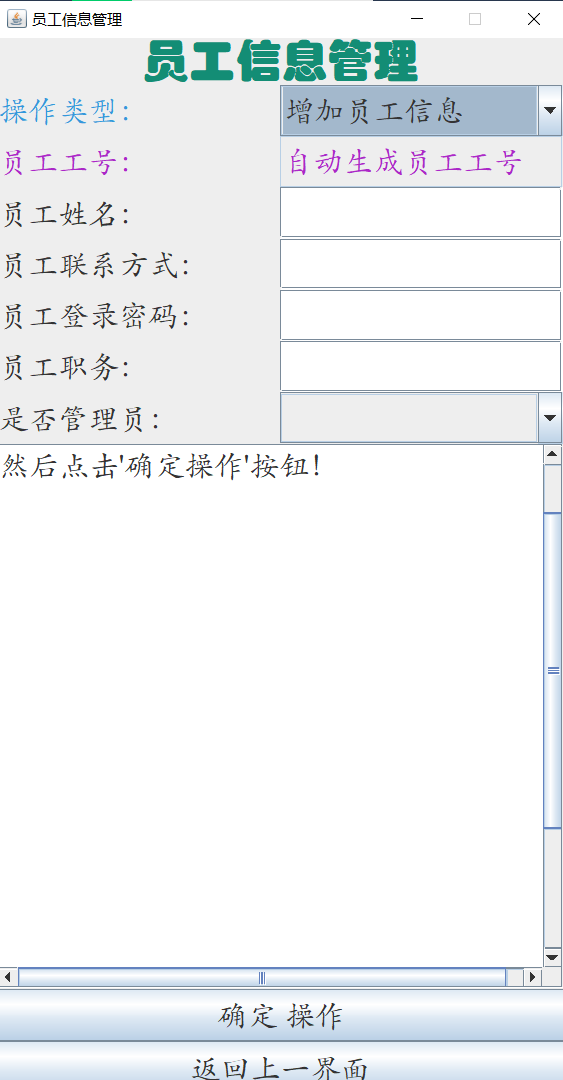 员工信息管理
员工信息管理
操作类型: 增加员工信息
员工工号: 自动生成员工工号
员工姓名:
员工联系方式:
员工登录密码:
员工职务:
是否管理员:
然后点击'确定操作'按钮!
确定 操作
返回上一界面